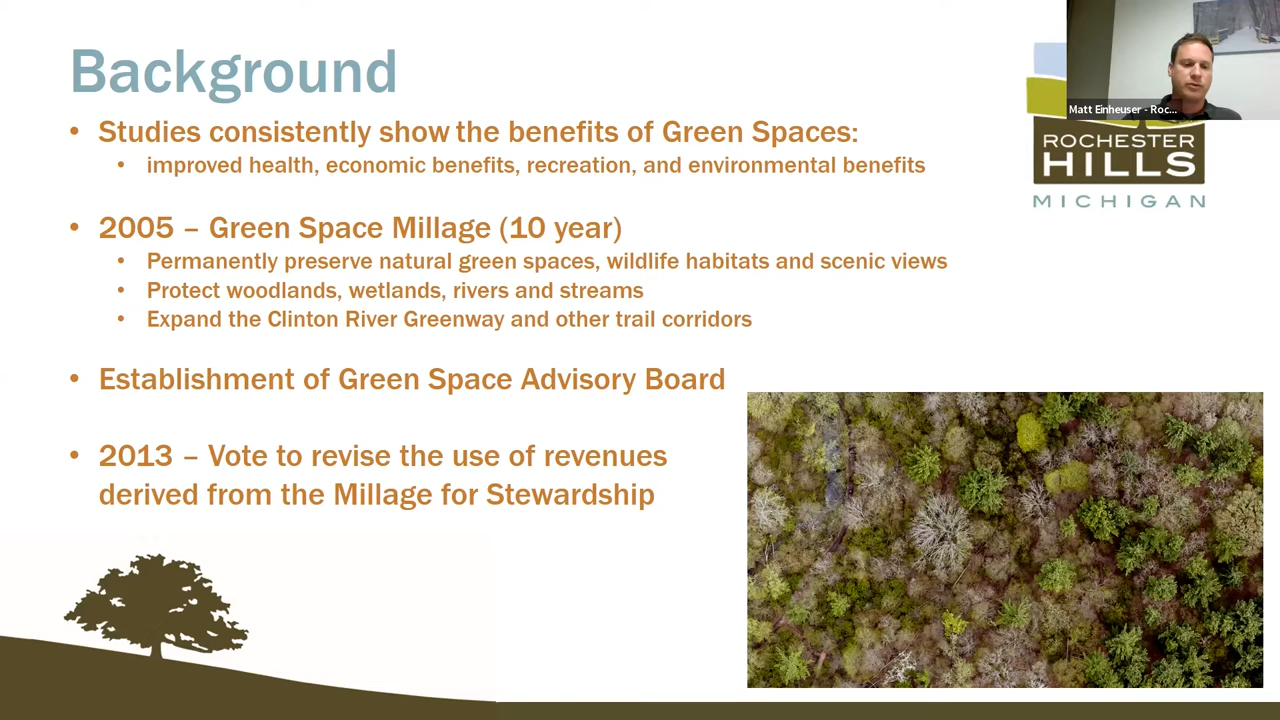 Background
• Studies consistently show the benefits of Green Spaces:
• improved health, economic benefits, recreation, and environmental benefits
• 2005 – Green Space Millage (10 year)
• Permanently preserve natural green spaces, wildlife habitats and scenic views
• Protect woodlands, wetlands, rivers and streams
• Expand the Clinton River Greenway and other trail corridors
• Establishment of Green Space Advisory Board
• 2013 – Vote to revise the use of revenues
derived from the Millage for Stewardship
Matt Einheuser - Roc...
ROCHESTER
HILLS
MICHIGAN